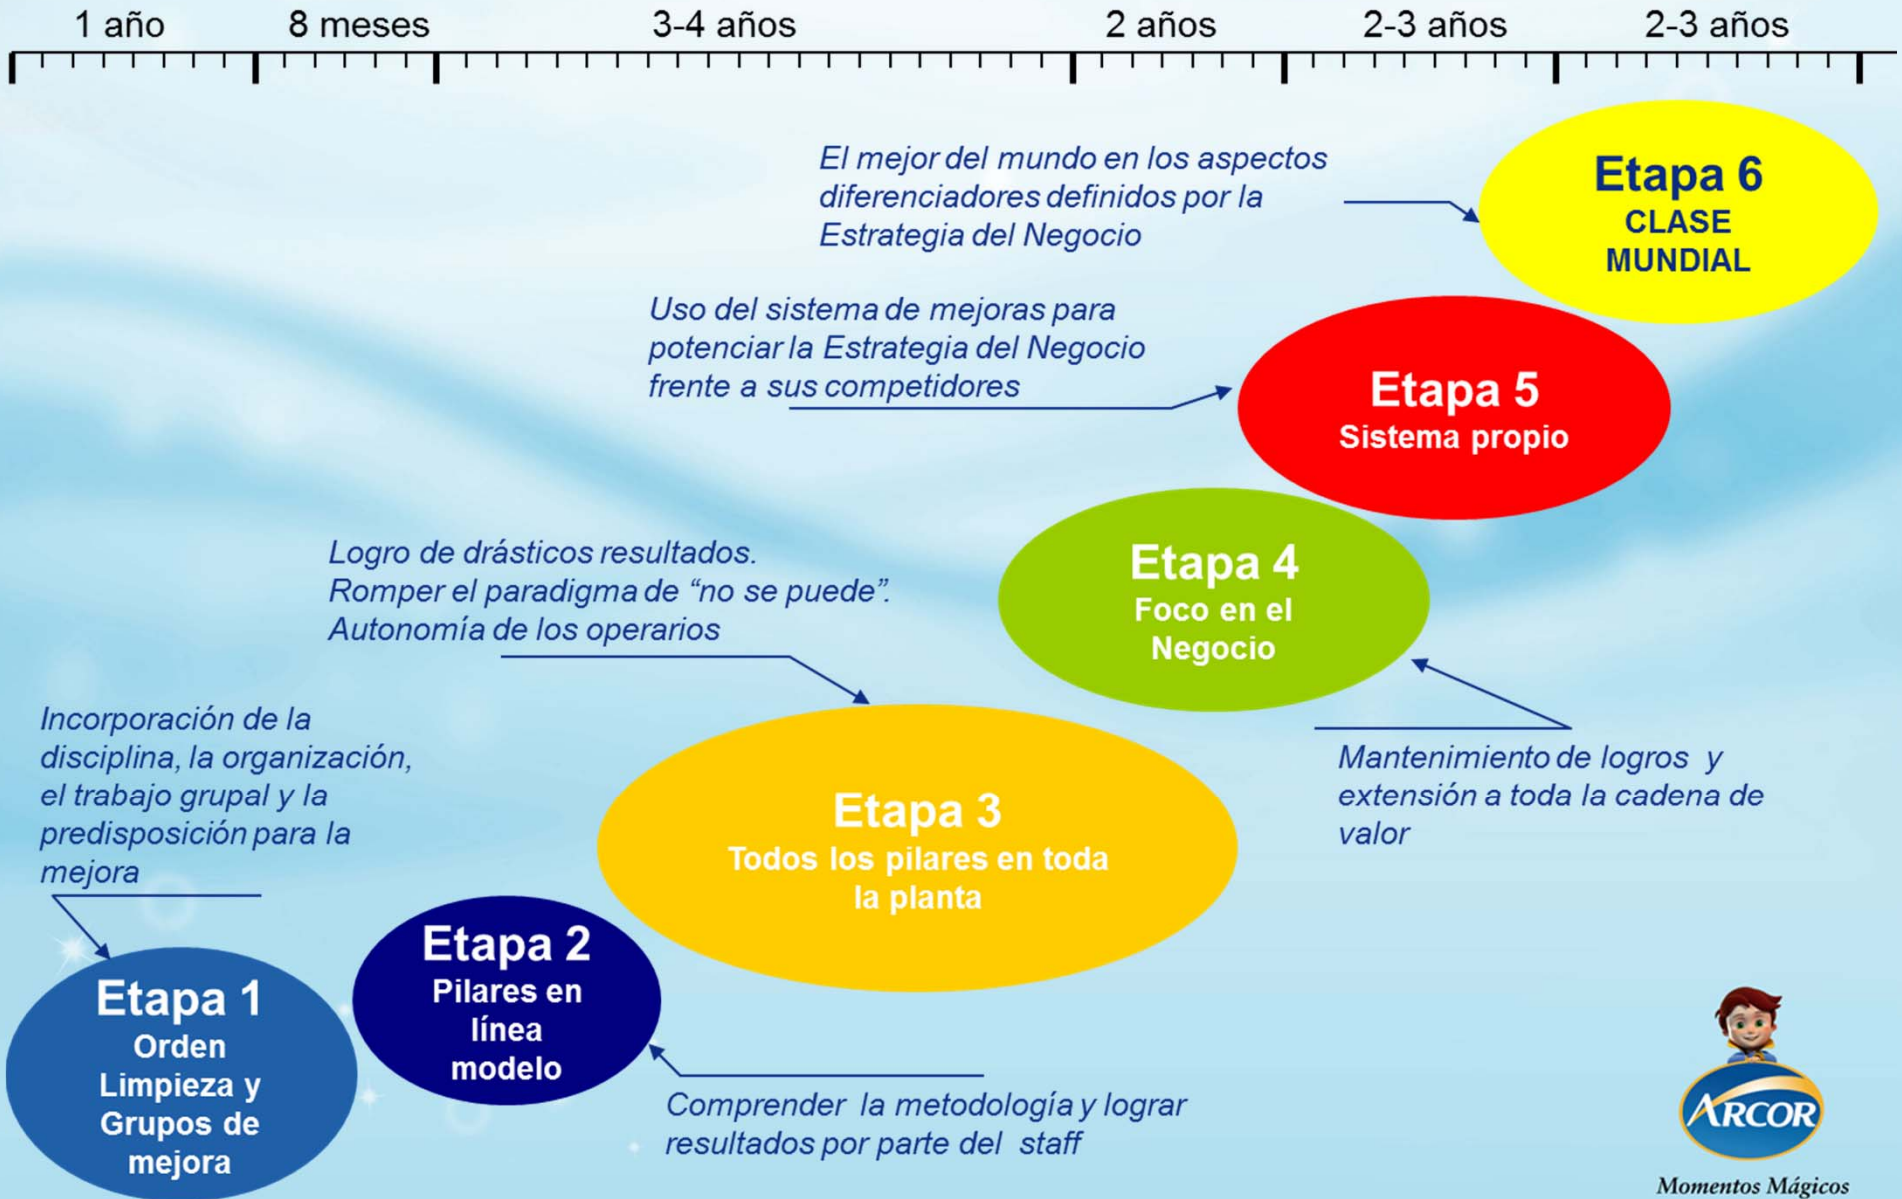 1 año
8 meses
3-4 años
2 años
2-3 años
2-3 años
El mejor del mundo en los aspectos
diferenciadores definidos por la
Estrategia del Negocio
Etapa 6
CLASE
MUNDIAL
Uso del sistema de mejoras para
potenciar la Estrategia del Negocio
frente a sus competidores
Etapa 5
Sistema propio
Logro de drásticos resultados.
Romper el paradigma de “no se puede”.
Autonomía de los operarios
Etapa 4
Foco en el
Negocio
Incorporación de la
disciplina, la organización,
el trabajo grupal y la
predisposición para la
mejora
Etapa 3
Todos los pilares en toda
la planta
Mantenimiento de logros y
extensión a toda la cadena de
valor
Etapa 1
Orden
Limpieza y
Grupos de
mejora
Etapa 2
Pilares en
línea
modelo
Comprender la metodología y lograr
resultados por parte del staff
ARCOR
Momentos Mágicos